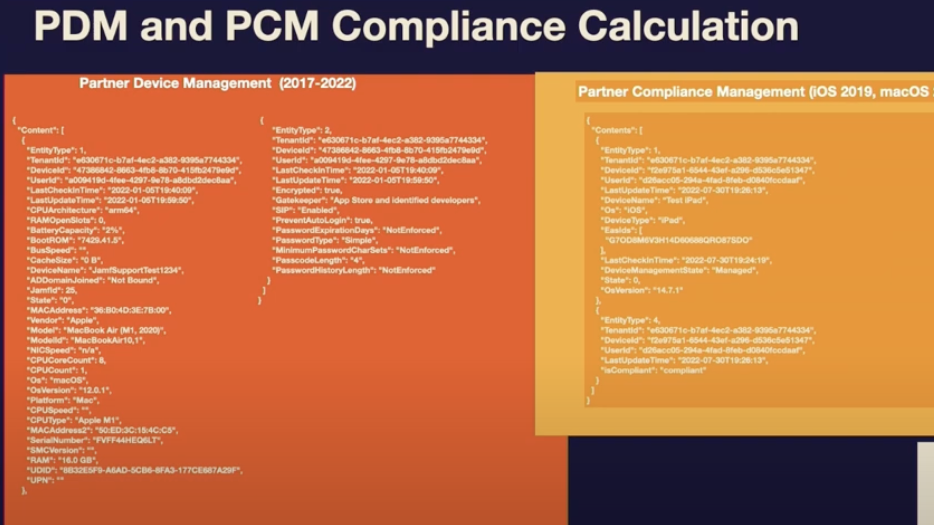 PDM and PCM Compliance Calculation
Partner Device Management (2017-2022)
{
"Content": [
{
"EntityType": 1,
"TenantId": "e630671c-b7af-4ec2-a382-9395a7744334",
"DeviceId": "47386842-8663-4fb8-8b70-415fb2479e9d",
"UserId": "a009419d-4fee-4297-9e78-a8dbd2dec8aa",
"LastCheckInTime": "2022-01-05T19:40:09",
"LastUpdateTime": "2022-01-05T19:59:50",
"CPUArchitecture": "arm64",
"RAMOpenSlots": 0,
"BatteryCapacity": "2%",
"BootROM": "7429.41.5",
"BusSpeed": "",
"CacheSize": "0 B",
"DeviceName": "JamfSupportTest1234",
"ADDomainJoined": "Not Bound",
"JamfId": 25,
"State": "0",
"MACAddress": "36:B0:4D:3E:7B:00",
"Vendor": "Apple",
"Model": "MacBook Air (M1, 2020)",
"ModelId": "MacBookAir10,1",
"NICSpeed": "n/a",
"CPUCoreCount": 8,
"CPUCount": 1,
"Os": "macOS",
"OsVersion": "12.0.1",
"Platform": "Mac",
"CPUSpeed": "",
"CPUType": "Apple M1",
"MACAddress2": "50:ED:3C:15:4C:C5",
"SerialNumber": "FVFF44HEQ6LT",
"SMCVersion": "",
"RAM": "16.0 GB",
"UDID": "8B32E5F9-A6AD-5CB6-8FA3-177CE687A29F",
"UPN": ""
},
{
"EntityType": 2,
"TenantId": "e630671c-b7af-4ec2-a382-9395a7744334",
"DeviceId": "47386842-8663-4fb8-8b70-415fb2479e9d",
"UserId": "a009419d-4fee-4297-9e78-a8dbd2dec8aa",
"LastCheckInTime": "2022-01-05T19:40:09",
"LastUpdateTime": "2022-01-05T19:59:50",
"Encrypted": true,
"Gatekeeper": "App Store and identified developers",
"SIP": "Enabled",
"PreventAutoLogin": true,
"PasswordExpirationDays": "NotEnforced",
"PasswordType": "Simple",
"MinimumPasswordCharSets": "NotEnforced",
"PasscodeLength": "4",
"PasswordHistoryLength": "NotEnforced"
}
]
}
Partner Compliance Management (iOS 2019, macOS
{
"Contents": [
{
"EntityType": 1,
"TenantId": "e630671c-b7af-4ec2-a382-9395a7744334",
"DeviceId": "f2a975a1-6544-43ef-a296-d536c5e51347",
"UserId": "d26acc05-294a-4fad-8feb-d0840fccdaaf",
"LastUpdateTime": "2022-07-30T19:26:13",
"DeviceName": "Test iPad",
"Os": "iOS",
"DeviceType": "iPad",
"EasIds": [
],
"LastCheckInTime": "2022-07-30T19:24:19",
"DeviceManagementState": "Managed",
"State": 0,
"OsVersion": "14.7.1"
},
{
"EntityType": 4,
"TenantId": "e630671c-b7af-4ec2-a382-9395a7744334",
"DeviceId": "f2a975a1-6544-43ef-a296-d536c5e51347",
"UserId": "d26acc05-294a-4fad-8feb-d0840fccdaaf",
"LastUpdateTime": "2022-07-30T19:26:13",
"isCompliant": "compliant"
}
]
}